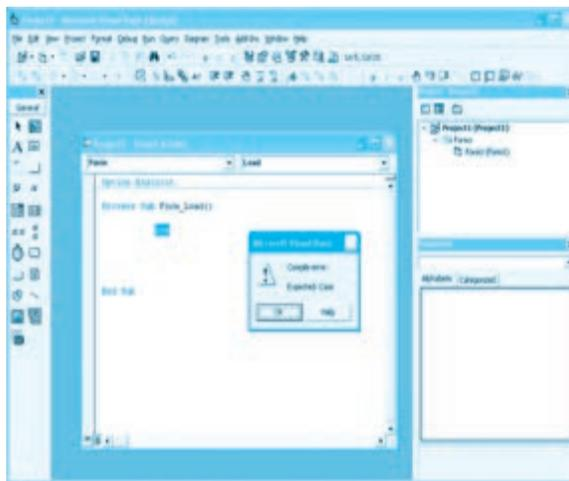 Project1 - Microsoft Visual Basic [design]
File Edit View Project Format Debug Run Query Diagram Tools Add-Ins Window Help
General
Project1 - Form1 (Code)
Form
Load
Option Explicit
Private Sub Form_Load()
End Sub
Microsoft Visual Basic
Compile error:
Expected: Case
OK
Help
Project1 (Project1)
Forms
Form1 (Form1)
Alphabetic
Categorized